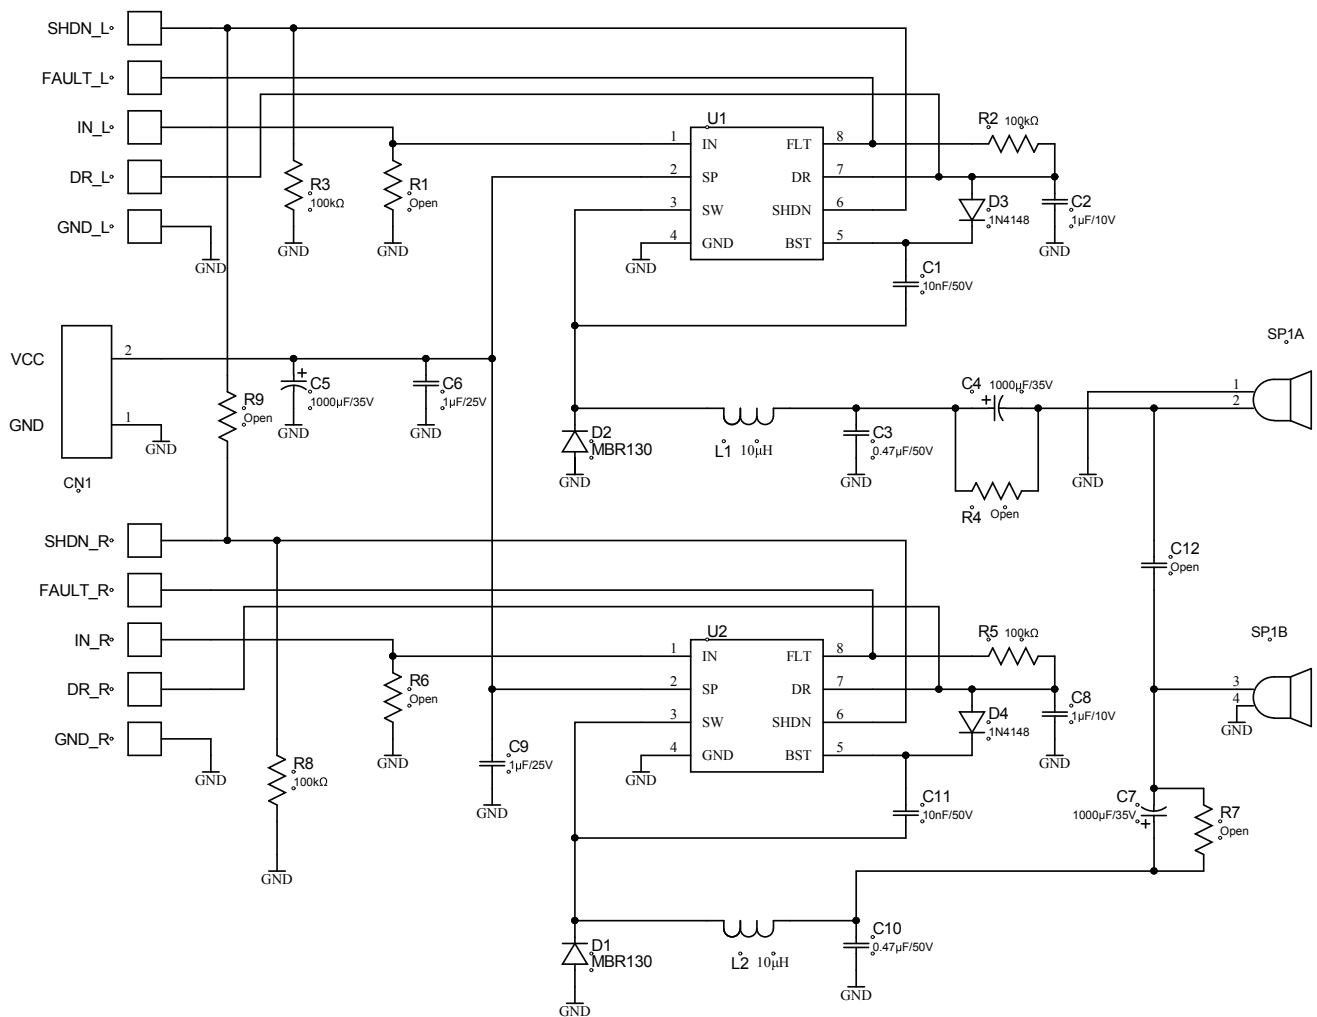 SHDN_L
FAULT_L
IN_L
DR_L
GND_L
GND
R3
100kΩ
GND
R1
Open
GND
U1
1 IN FLT 8
2 SP DR 7
3 SW SHDN 6
4 GND BST 5
GND
R2 100kΩ
D3
1N4148
C2
1µF/10V
GND
C1
10nF/50V
VCC 2
GND 1
GND
CN1
R9
Open
+
C5
1000µF/35V
GND
C6
1µF/25V
GND
D2
MBR130
GND
L1 10µH
C3
0.47µF/50V
GND
C4 1000µF/35V
+
R4 Open
GND
SP1A
1
2
SHDN_R
FAULT_R
IN_R
DR_R
GND_R
GND
R8
100kΩ
GND
R6
Open
GND
C9
1µF/25V
GND
U2
1 IN FLT 8
2 SP DR 7
3 SW SHDN 6
4 GND BST 5
GND
R5 100kΩ
D4
1N4148
C8
1µF/10V
GND
C11
10nF/50V
C12
Open
SP1B
3
4
GND
C7
1000µF/35V
+
R7
Open
D1
MBR130
GND
L2 10µH
C10
0.47µF/50V
GND